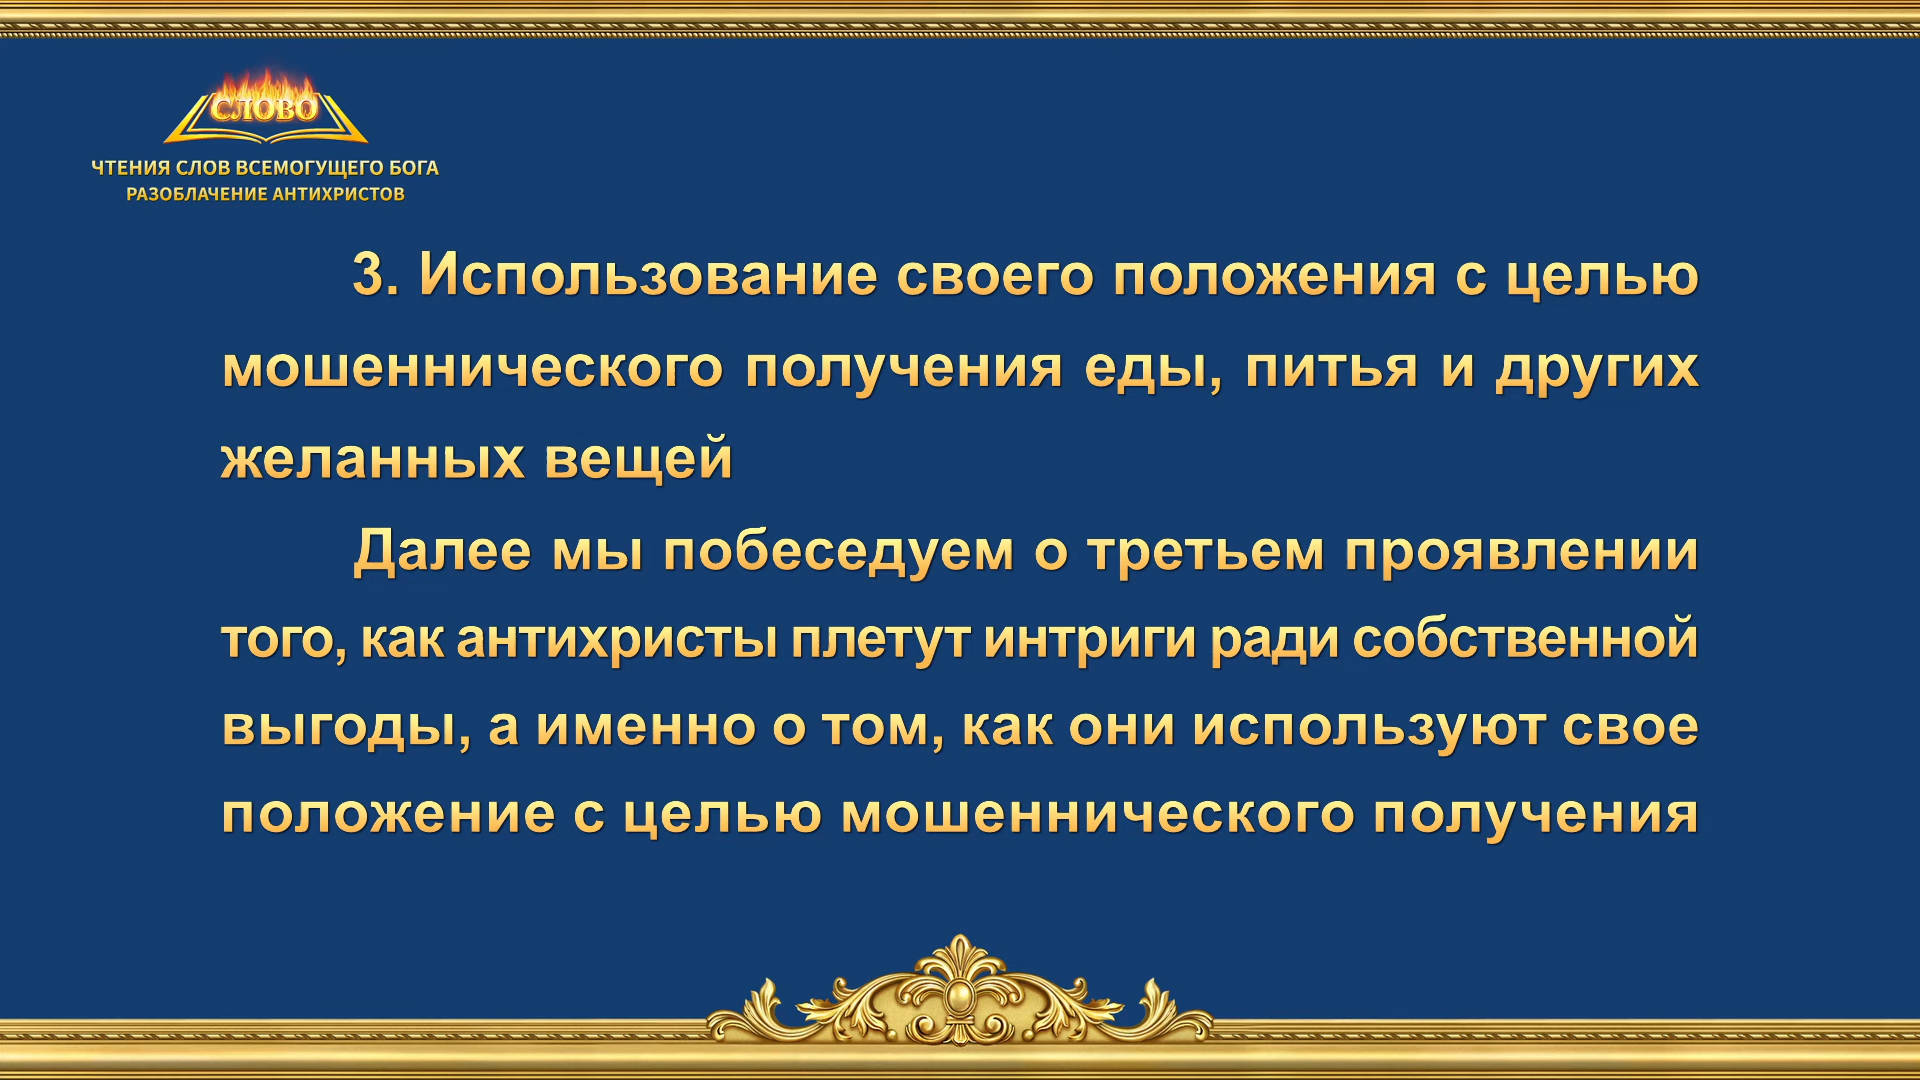 СЛОВО
ЧТЕНИЯ СЛОВ ВСЕМОГУЩЕГО БОГА
РАЗОБЛАЧЕНИЕ АНТИХРИСТОВ
3. Использование своего положения с целью
мошеннического получения еды, питья и других
желанных вещей
Далее мы побеседуем о третьем проявлении
того, как антихристы плетут интриги ради собственной
выгоды, а именно о том, как они используют свое
положение с целью мошеннического получения